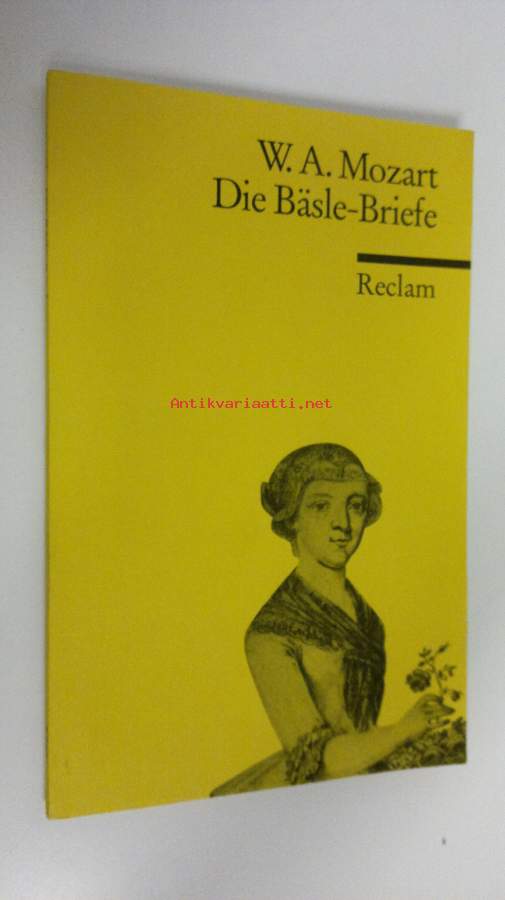 W. A. Mozart
Die Bäsle-Briefe
Reclam
Antikvariaatti.net